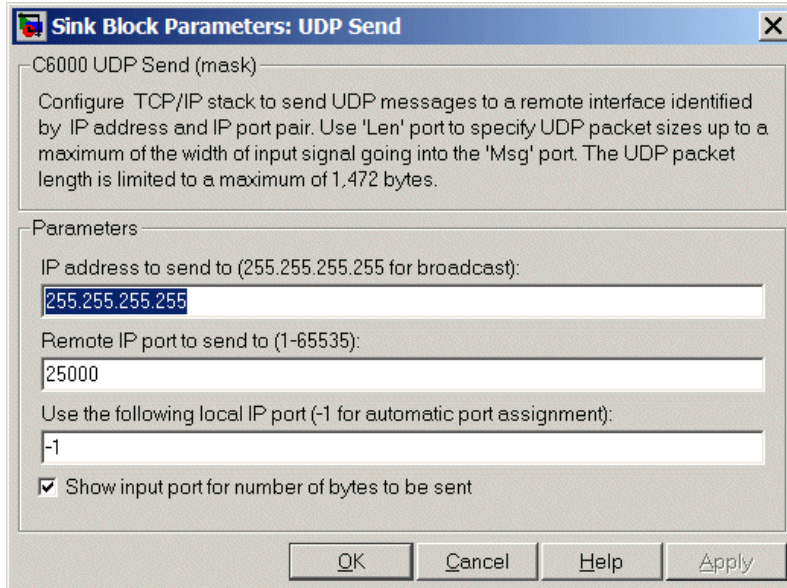 Sink Block Parameters: UDP Send
C6000 UDP Send (mask)
Configure TCP/IP stack to send UDP messages to a remote interface identified
by IP address and IP port pair. Use 'Len' port to specify UDP packet sizes up to a
maximum of the width of input signal going into the 'Msg' port. The UDP packet
length is limited to a maximum of 1,472 bytes.
Parameters
IP address to send to (255.255.255.255 for broadcast):
255.255.255.255
Remote IP port to send to (1-65535):
25000
Use the following local IP port (-1 for automatic port assignment):
-1
Show input port for number of bytes to be sent
OK Cancel Help Apply